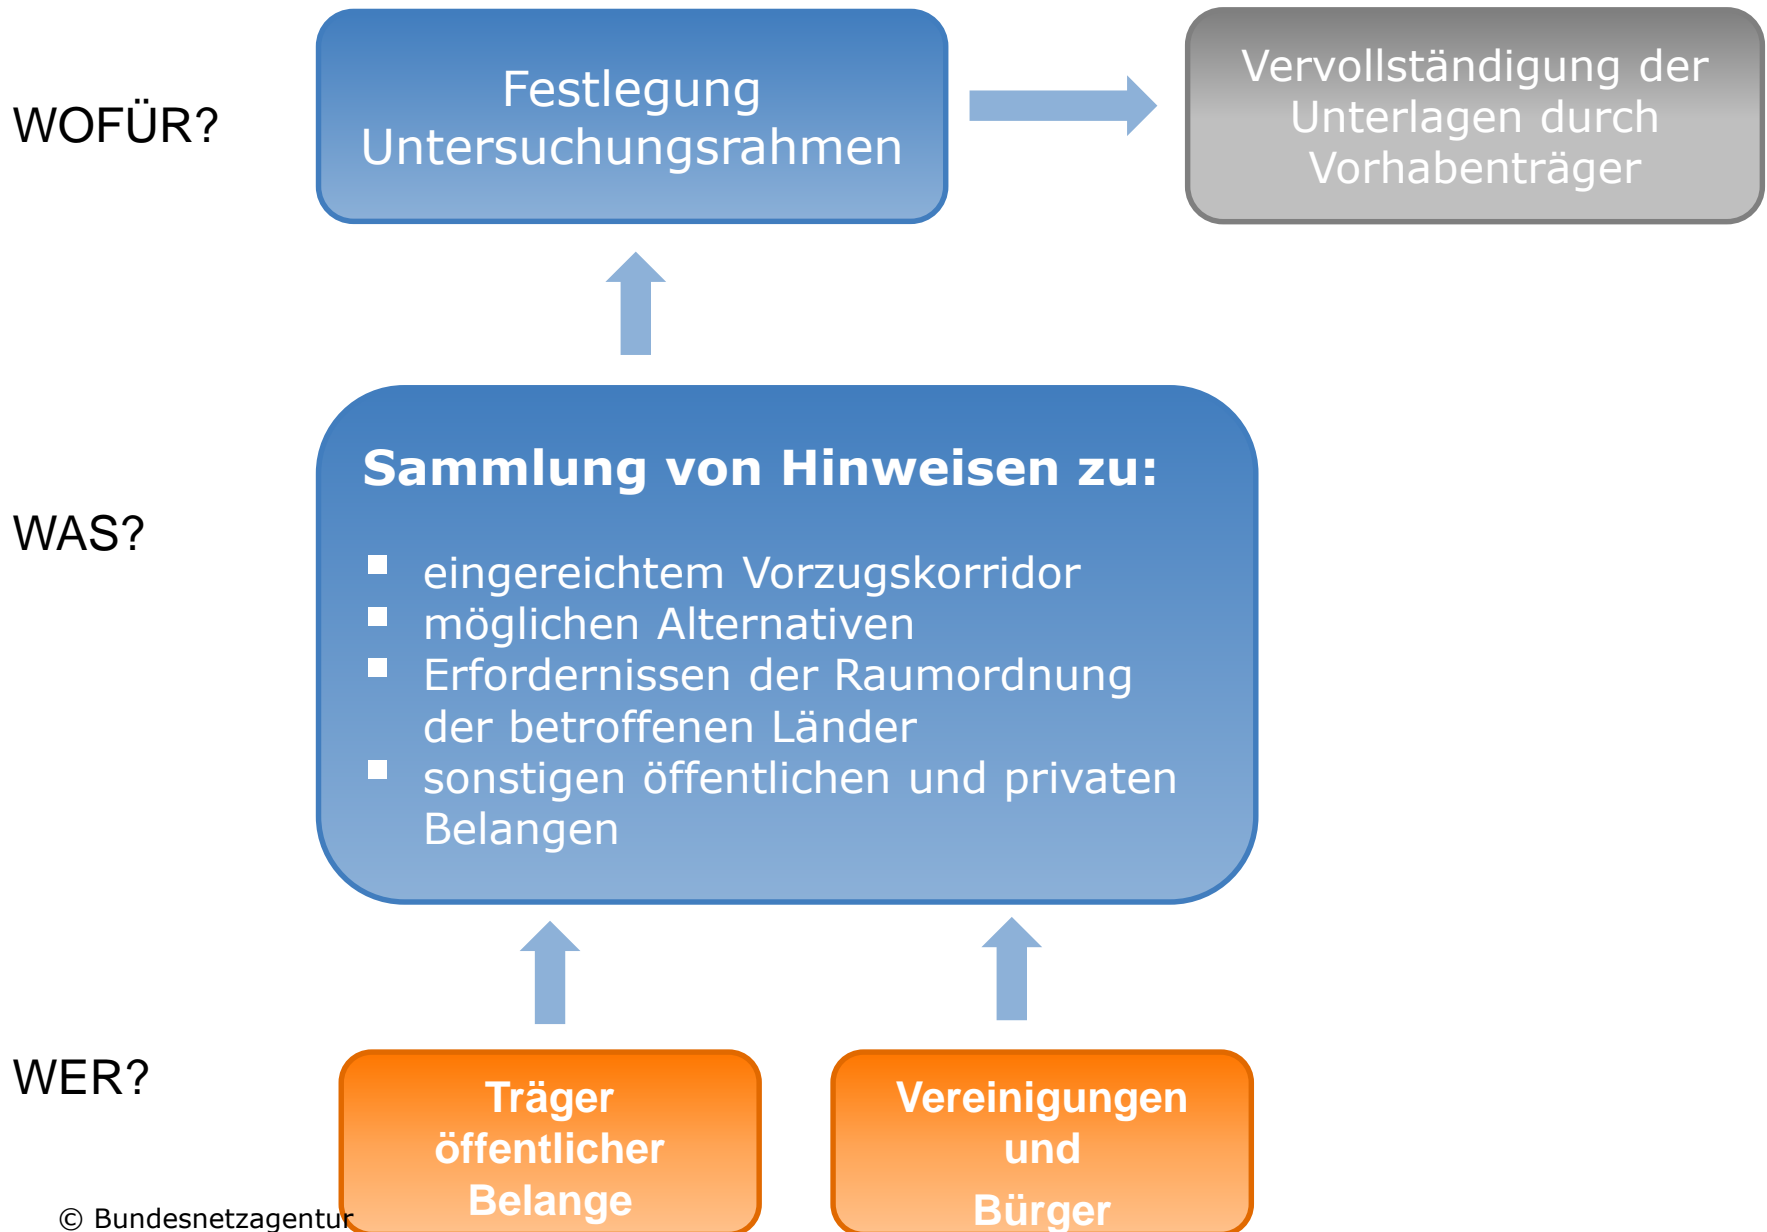 WOFÜR?
Festlegung
Untersuchungsrahmen
Vervollständigung der
Unterlagen durch
Vorhabenträger
WAS?
Sammlung von Hinweisen zu:
▪ eingereichtem Vorzugskorridor
▪ möglichen Alternativen
▪ Erfordernissen der Raumordnung
der betroffenen Länder
▪ sonstigen öffentlichen und privaten
Belangen
WER?
Träger
öffentlicher
Belange
Vereinigungen
und
Bürger
© Bundesnetzagentur